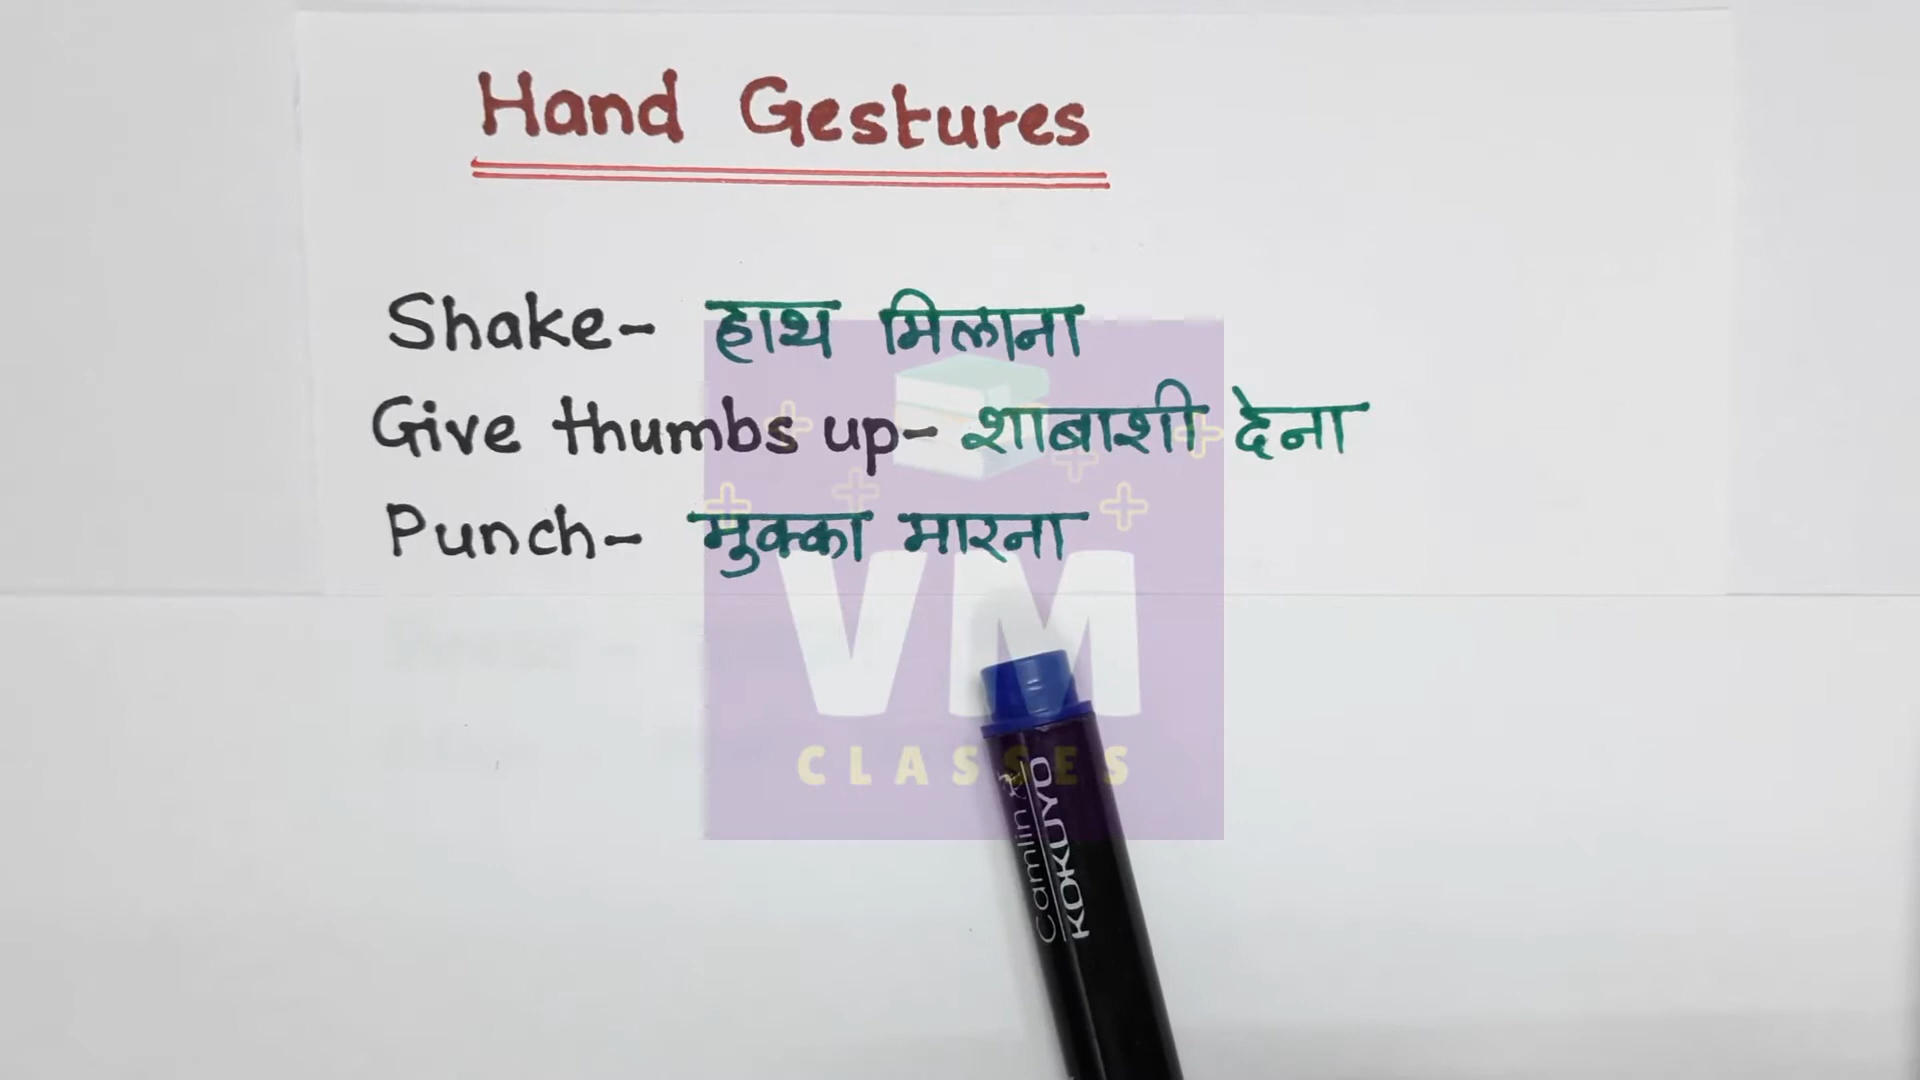 Hand Gestures
Shake- हाथ मिलाना
Give thumbs up- शाबाशी देना
Punch- मुक्का मारना
VM
CLASSES
Camlin
KOKUYO